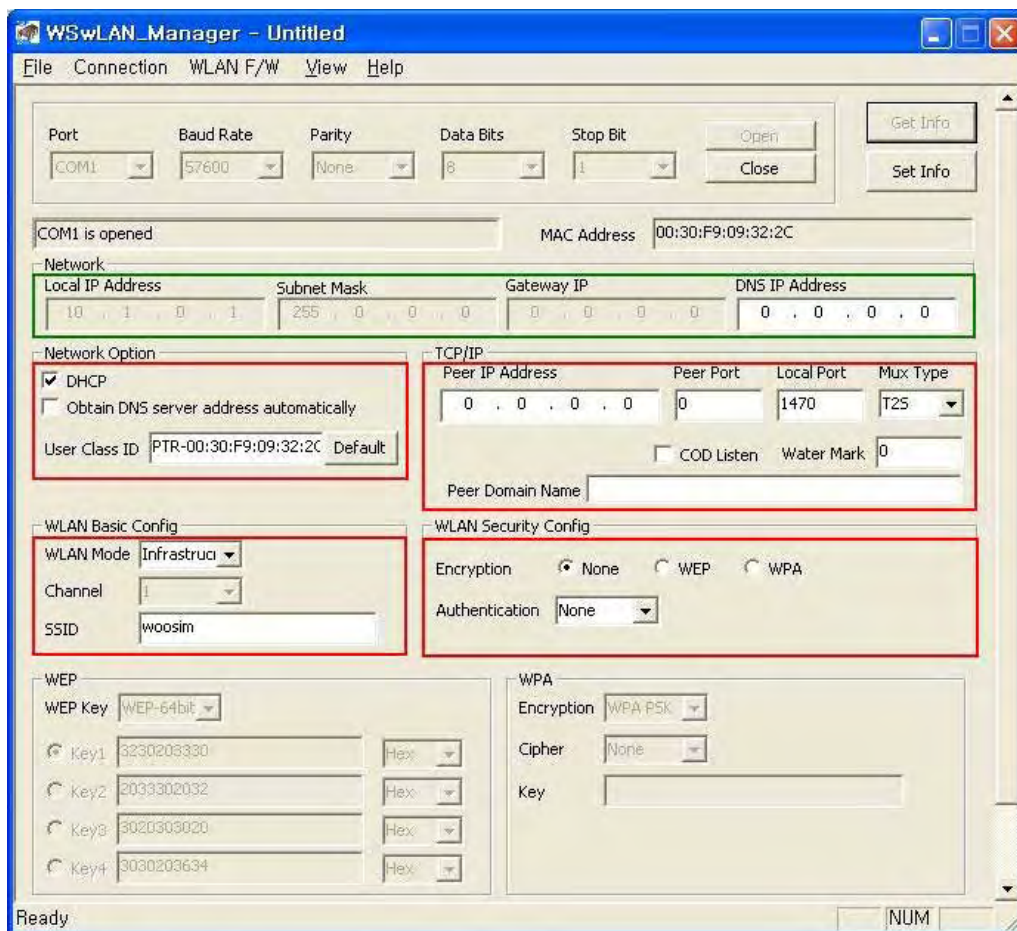 WSwLAN_Manager - Untitled
File Connection WLAN F/W View Help
Port Baud Rate Parity Data Bits Stop Bit
COM1 57600 None 8 1 Open Close
Get Info
Set Info
COM1 is opened MAC Address 00:30:F9:09:32:2C
Network
Local IP Address Subnet Mask Gateway IP DNS IP Address
10 . 1 . 0 . 1 255 . 0 . 0 . 0 0 . 0 . 0 . 0 0 . 0 . 0 . 0
Network Option
DHCP
Obtain DNS server address automatically
User Class ID PTR-00:30:F9:09:32:2C Default
TCP/IP
Peer IP Address Peer Port Local Port Mux Type
0 . 0 . 0 . 0 0 1470 T2S
COD Listen Water Mark 0
Peer Domain Name
WLAN Basic Config
WLAN Mode Infrastruct
Channel 1
SSID woosim
WLAN Security Config
Encryption None WEP WPA
Authentication None
WEP
WEP Key WEP-64bit
Key1 3230203330 Hex
Key2 2033302032 Hex
Key3 3020303020 Hex
Key4 3030203634 Hex
WPA
Encryption WPA PSK
Cipher None
Key
Ready NUM